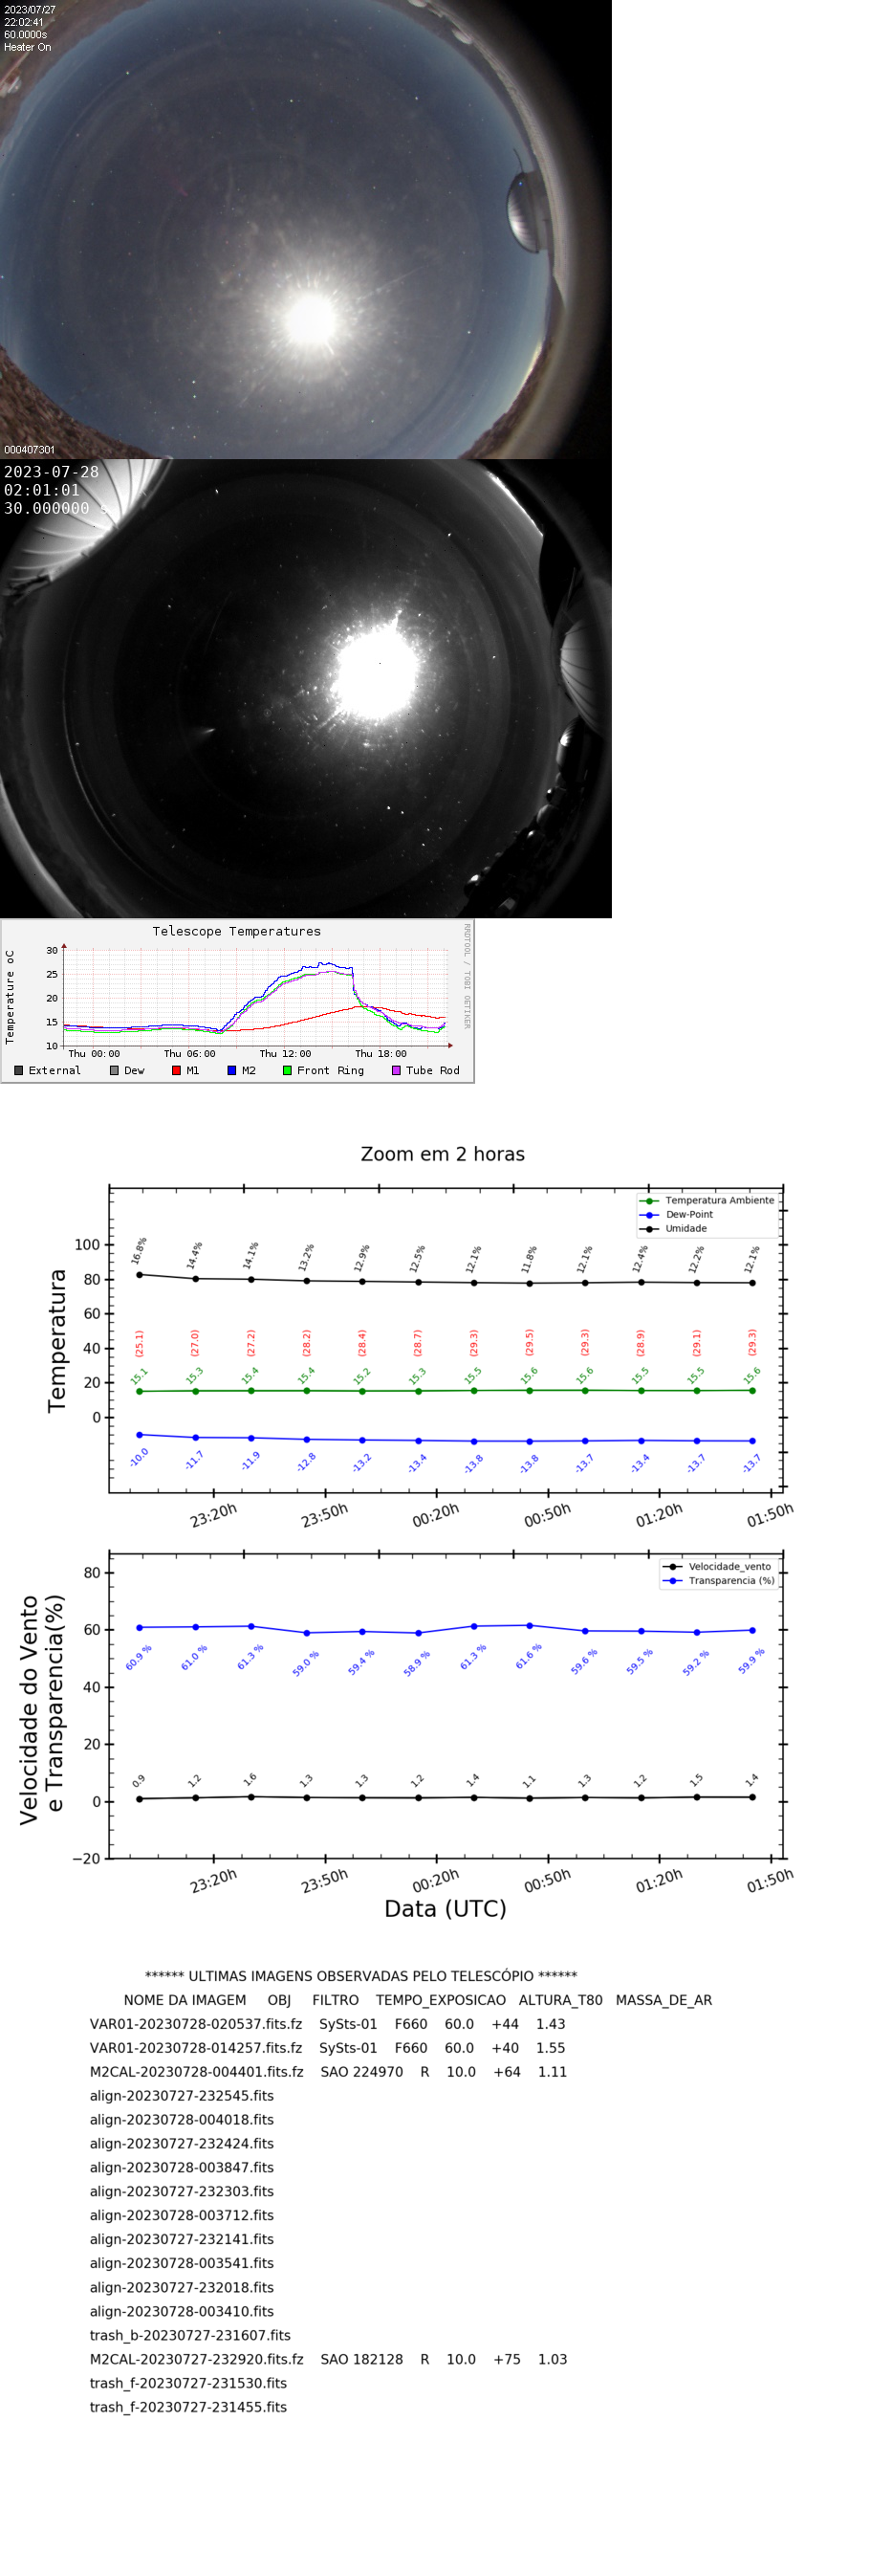 2023/07/27
22:02:41
60.0000s
Heater On
000407301
2023-07-28
02:01:01
30.000000
Telescope Temperatures
RRDTOOL / TOBI OETIKER
Temperature oC
30
25
20
15
10
Thu 00:00 Thu 06:00 Thu 12:00 Thu 18:00
External Dew M1 M2 Front Ring Tube Rod
Zoom em 2 horas
Temperatura Ambiente
Dew-Point
Umidade
Temperatura
100
80
60
40
20
0
16.8% 14.4% 14.1% 13.2% 12.9% 12.5% 12.1% 11.8% 12.1% 12.4% 12.2% 12.1%
(25.1) (27.0) (27.2) (28.2) (28.4) (28.7) (29.3) (29.5) (29.3) (28.9) (29.1) (29.3)
15.1 15.3 15.4 15.4 15.2 15.3 15.5 15.6 15.6 15.5 15.5 15.6
-10.0 -11.7 -11.9 -12.8 -13.2 -13.4 -13.8 -13.8 -13.7 -13.4 -13.7 -13.7
23:20h 23:50h 00:20h 00:50h 01:20h 01:50h
Velocidade_vento
Transparencia (%)
Velocidade do Vento
e Transparencia(%)
80
60
40
20
0
−20
60.9 % 61.0 % 61.3 % 59.0 % 59.4 % 58.9 % 61.3 % 61.6 % 59.6 % 59.5 % 59.2 % 59.9 %
0.9 1.2 1.6 1.3 1.3 1.2 1.4 1.1 1.3 1.2 1.5 1.4
23:20h 23:50h 00:20h 00:50h 01:20h 01:50h
Data (UTC)
****** ULTIMAS IMAGENS OBSERVADAS PELO TELESCÓPIO ******
NOME DA IMAGEM OBJ FILTRO TEMPO_EXPOSICAO ALTURA_T80 MASSA_DE_AR
VAR01-20230728-020537.fits.fz SySts-01 F660 60.0 +44 1.43
VAR01-20230728-014257.fits.fz SySts-01 F660 60.0 +40 1.55
M2CAL-20230728-004401.fits.fz SAO 224970 R 10.0 +64 1.11
align-20230727-232545.fits
align-20230728-004018.fits
align-20230727-232424.fits
align-20230728-003847.fits
align-20230727-232303.fits
align-20230728-003712.fits
align-20230727-232141.fits
align-20230728-003541.fits
align-20230727-232018.fits
align-20230728-003410.fits
trash_b-20230727-231607.fits
M2CAL-20230727-232920.fits.fz SAO 182128 R 10.0 +75 1.03
trash_f-20230727-231530.fits
trash_f-20230727-231455.fits